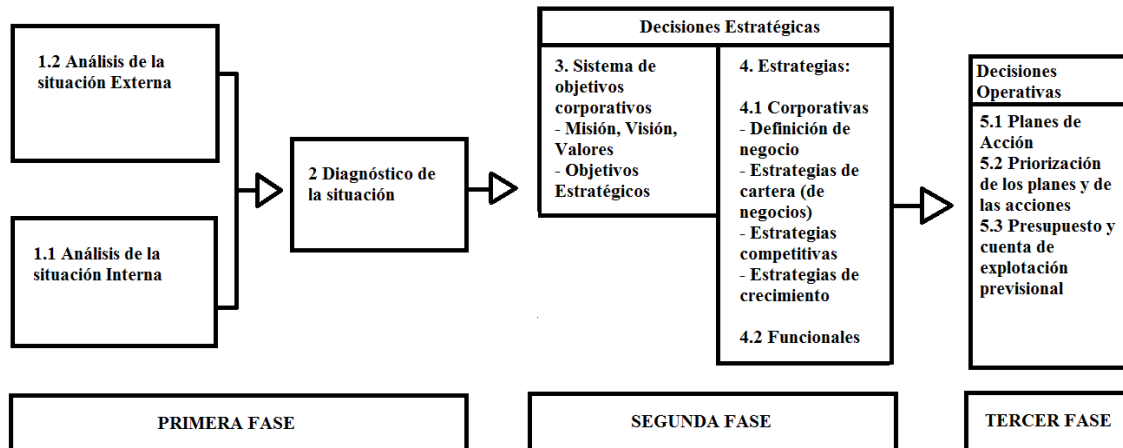 1.2 Análisis de la
situación Externa
1.1 Análisis de la
situación Interna
2 Diagnóstico de
la situación
Decisiones Estratégicas
3. Sistema de
objetivos
corporativos
- Misión, Visión,
Valores
- Objetivos
Estratégicos
4. Estrategias:
4.1 Corporativas
- Definición de
negocio
- Estrategias de
cartera (de
negocios)
- Estrategias
competitivas
- Estrategias de
crecimiento
4.2 Funcionales
Decisiones
Operativas
5.1 Planes de
Acción
5.2 Priorización
de los planes y de
las acciones
5.3 Presupuesto y
cuenta de
explotación
previsional
PRIMERA FASE
SEGUNDA FASE
TERCER FASE